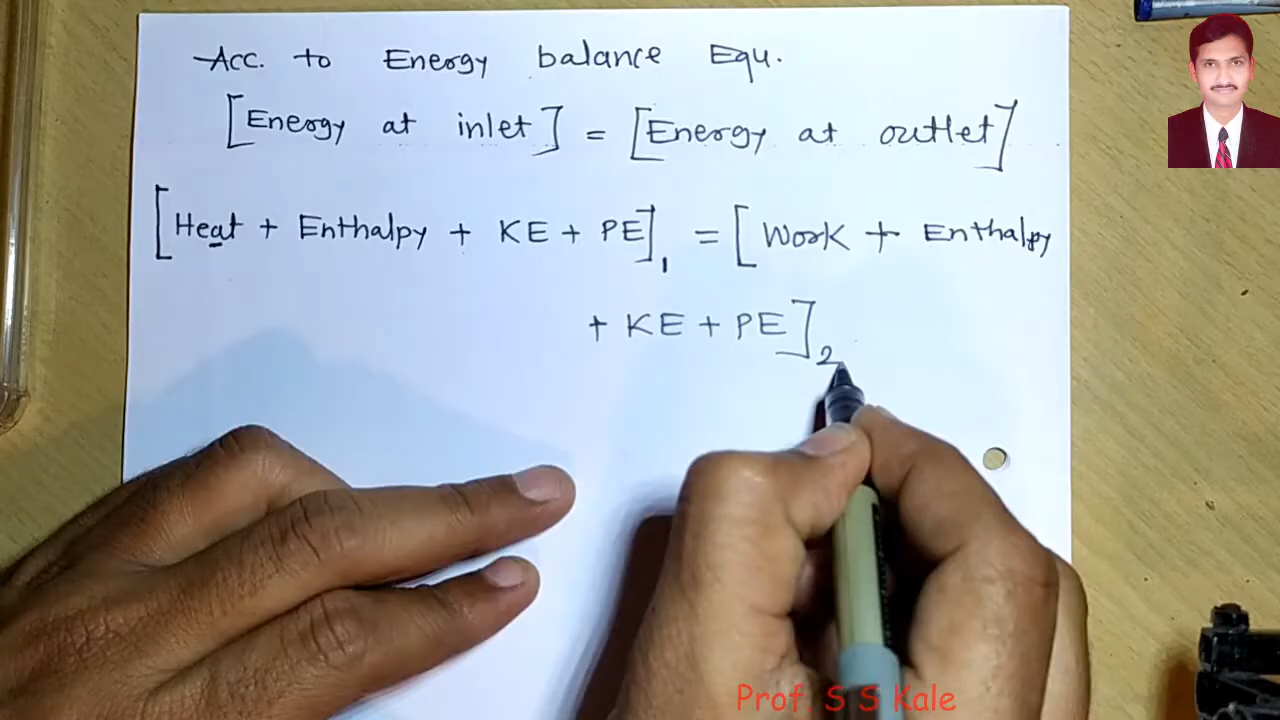 Acc. to Energy balance Equ.
[Energy at inlet] = [Energy at outlet]
[Heat + Enthalpy + KE + PE]₁ = [Work + Enthalpy
+ KE + PE]₂
Prof. S S Kale